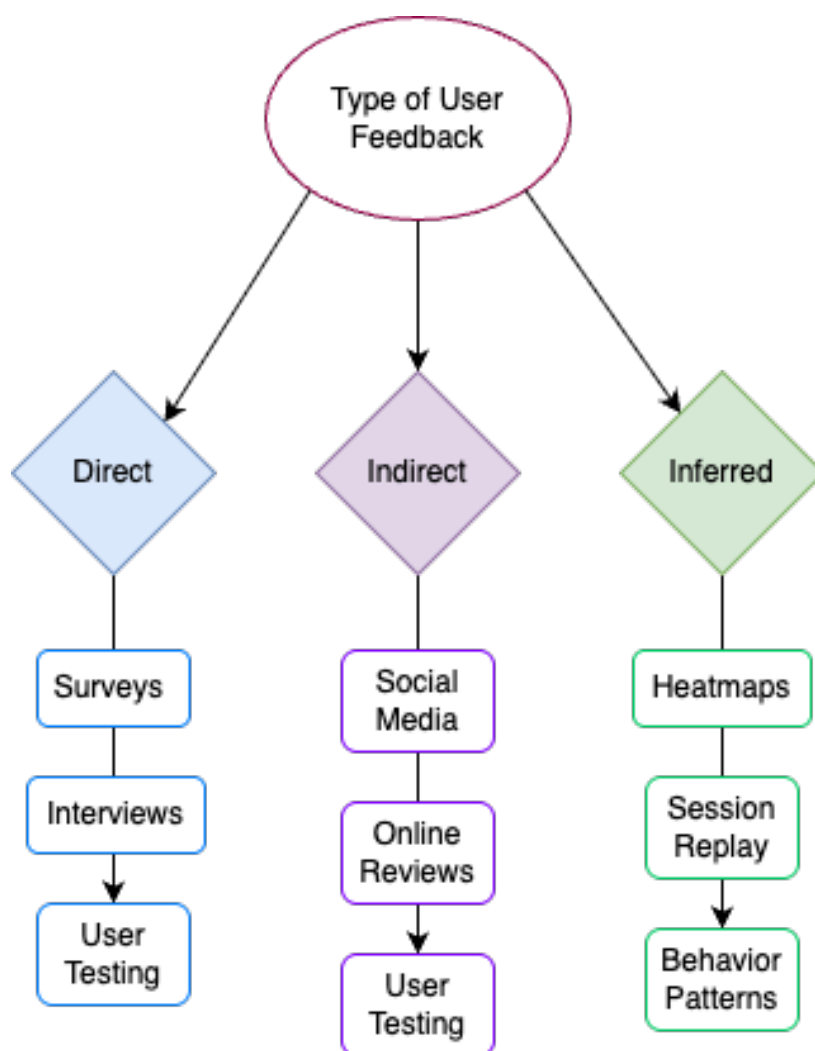 Type of User
Feedback
Direct
Indirect
Inferred
Surveys
Interviews
User
Testing
Social
Media
Online
Reviews
User
Testing
Heatmaps
Session
Replay
Behavior
Patterns